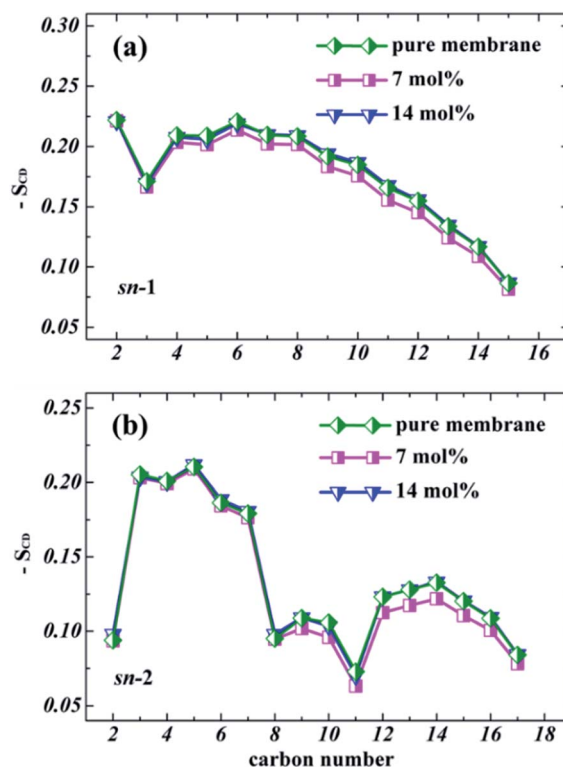 (a)
pure membrane
7 mol%
14 mol%
0.30
0.25
0.20
0.15
0.10
0.05
- SCD
sn-1
2 4 6 8 10 12 14 16
(b)
pure membrane
7 mol%
14 mol%
0.25
0.20
0.15
0.10
0.05
- SCD
sn-2
2 4 6 8 10 12 14 16 18
carbon number